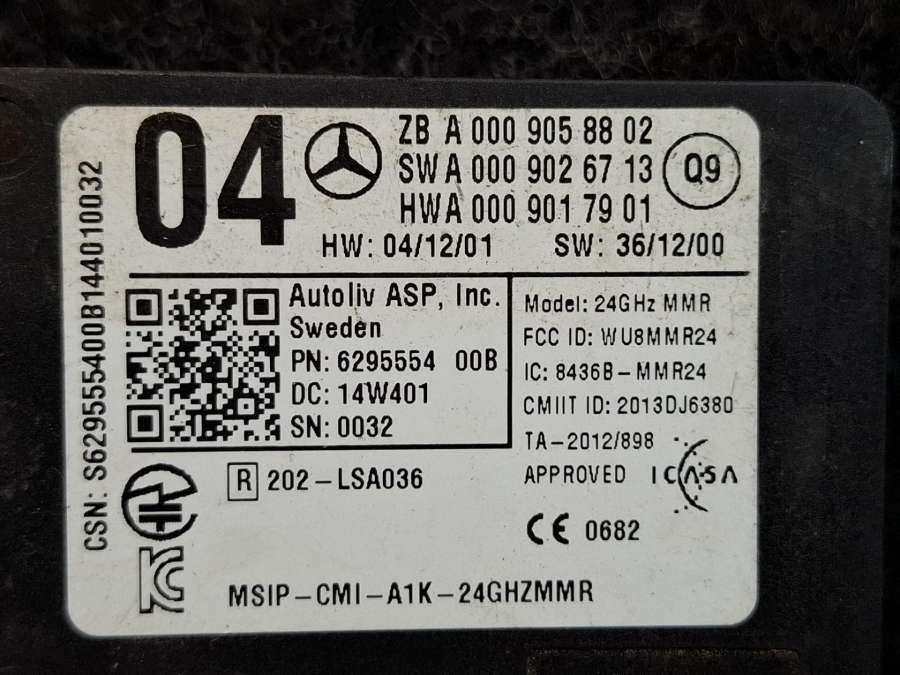 04
ZB A 000 905 88 02
SW A 000 902 67 13
HW A 000 901 79 01
Q9
HW: 04/12/01 SW: 36/12/00
CSN: S629555400B144010032
Autoliv ASP, Inc.
Sweden
PN: 6295554 00B
DC: 14W401
SN: 0032
Model: 24GHz MMR
FCC ID: WU8MMR24
IC: 8436B-MMR24
CMIIT ID: 2013DJ6380
TA-2012/898
APPROVED ICASA
R 202-LSA036
CE 0682
KC
MSIP-CMI-A1K-24GHZMMR